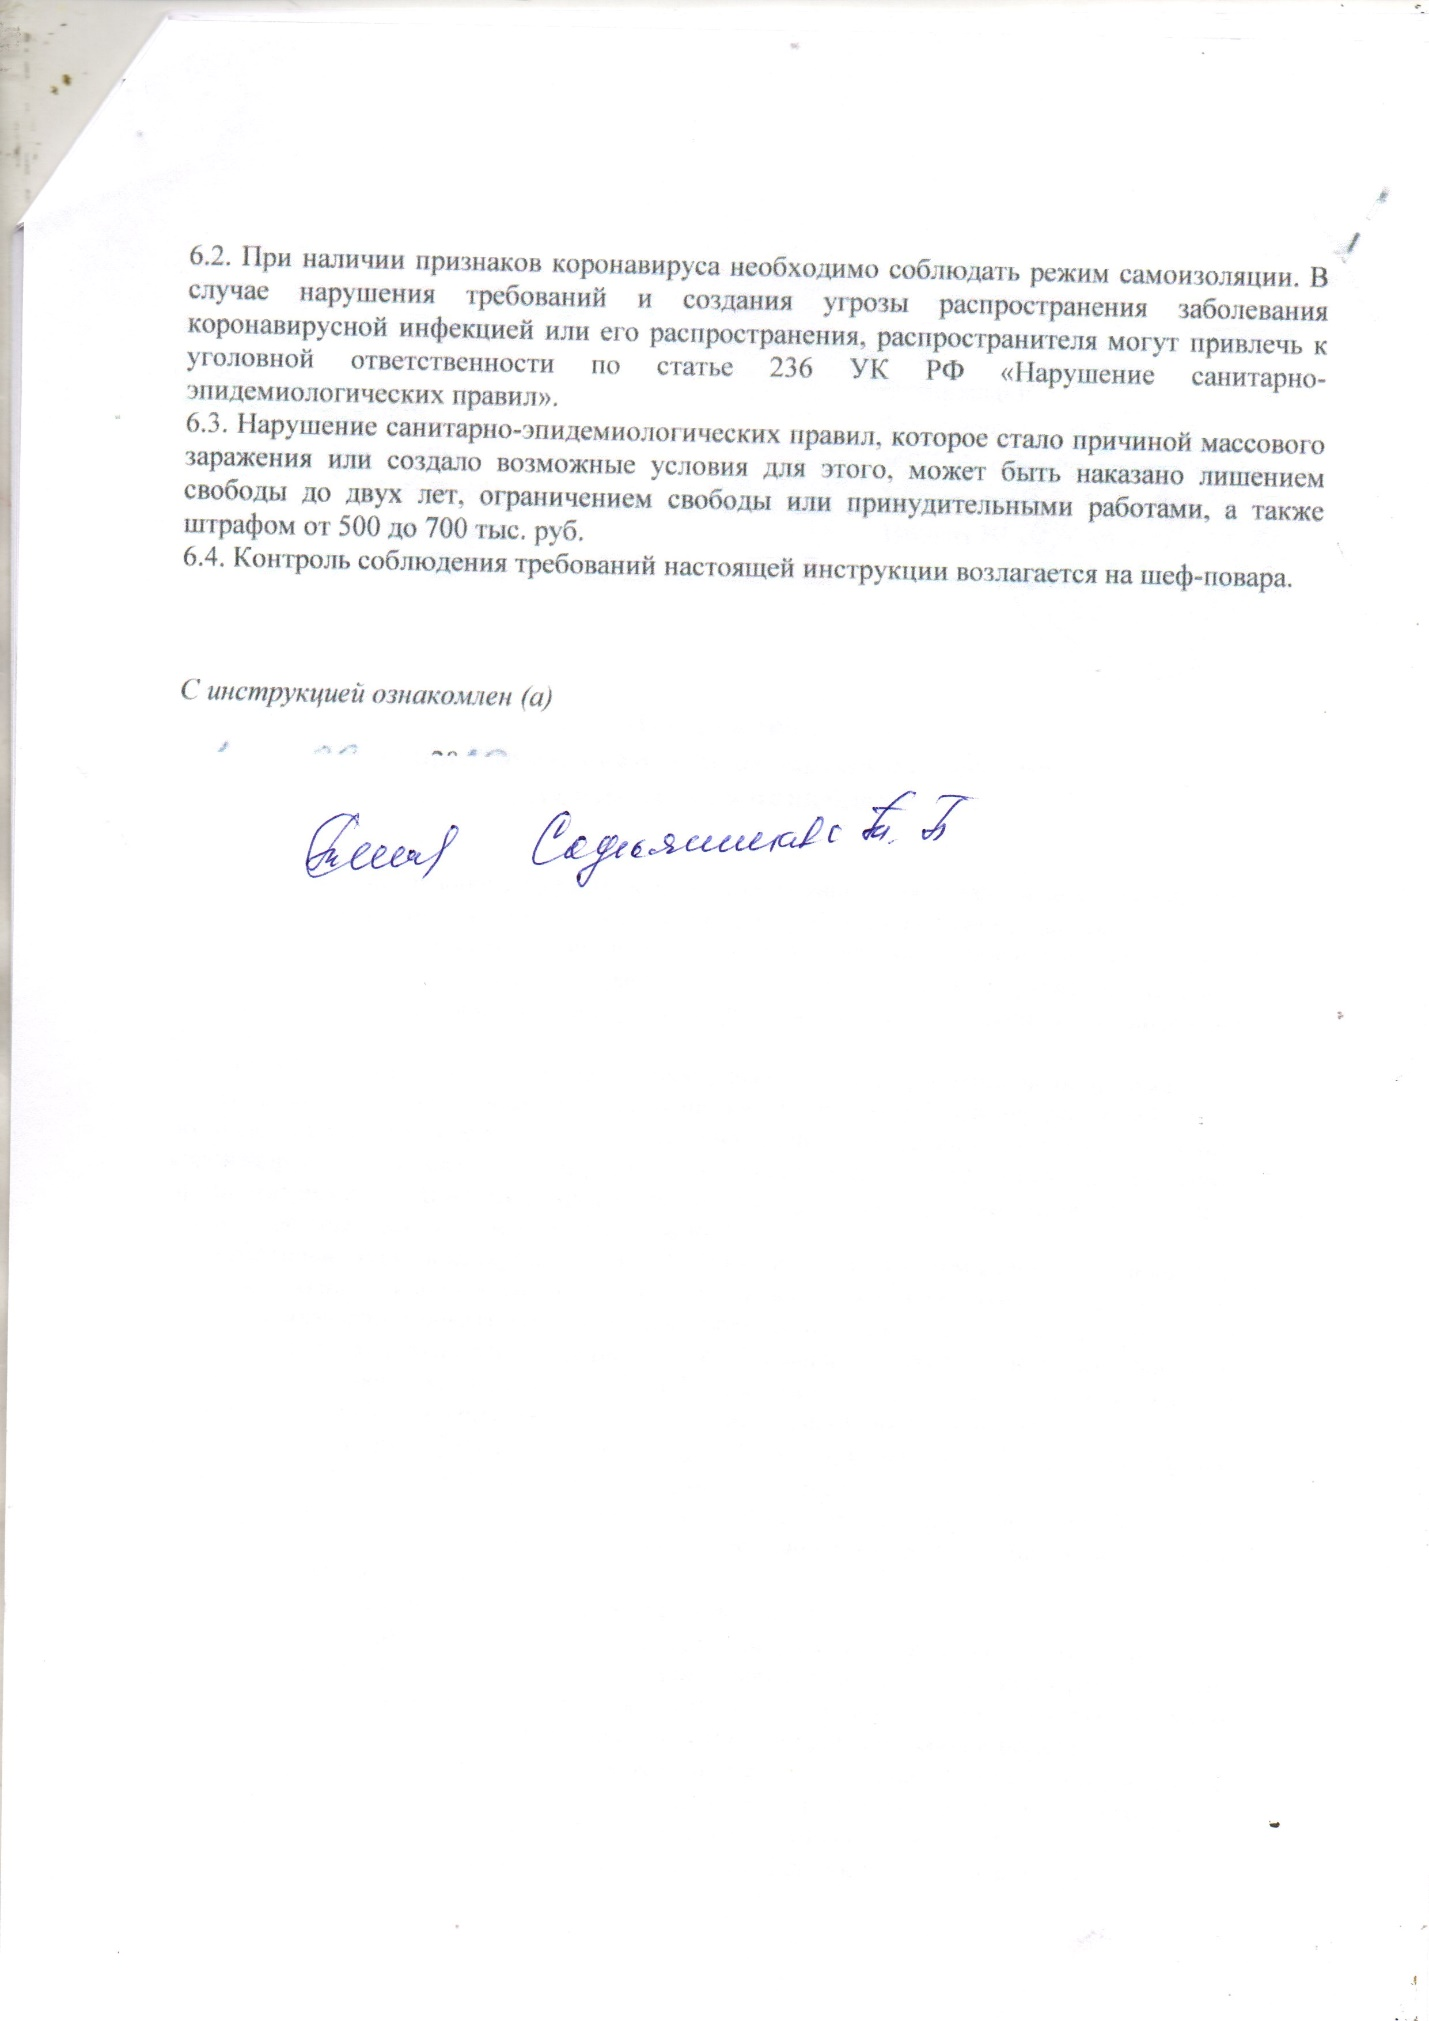 6.2. При наличии признаков коронавируса необходимо соблюдать режим самоизоляции. В
случае нарушения требований и создания угрозы распространения заболевания
коронавирусной инфекцией или его распространения, распространителя могут привлечь к
уголовной ответственности по статье 236 УК РФ «Нарушение санитарно-
эпидемиологических правил».
6.3. Нарушение санитарно-эпидемиологических правил, которое стало причиной массового
заражения или создало возможные условия для этого, может быть наказано лишением
свободы до двух лет, ограничением свободы или принудительными работами, а также
штрафом от 500 до 700 тыс. руб.
6.4. Контроль соблюдения требований настоящей инструкции возлагается на шеф-повара.
С инструкцией ознакомлен (а)